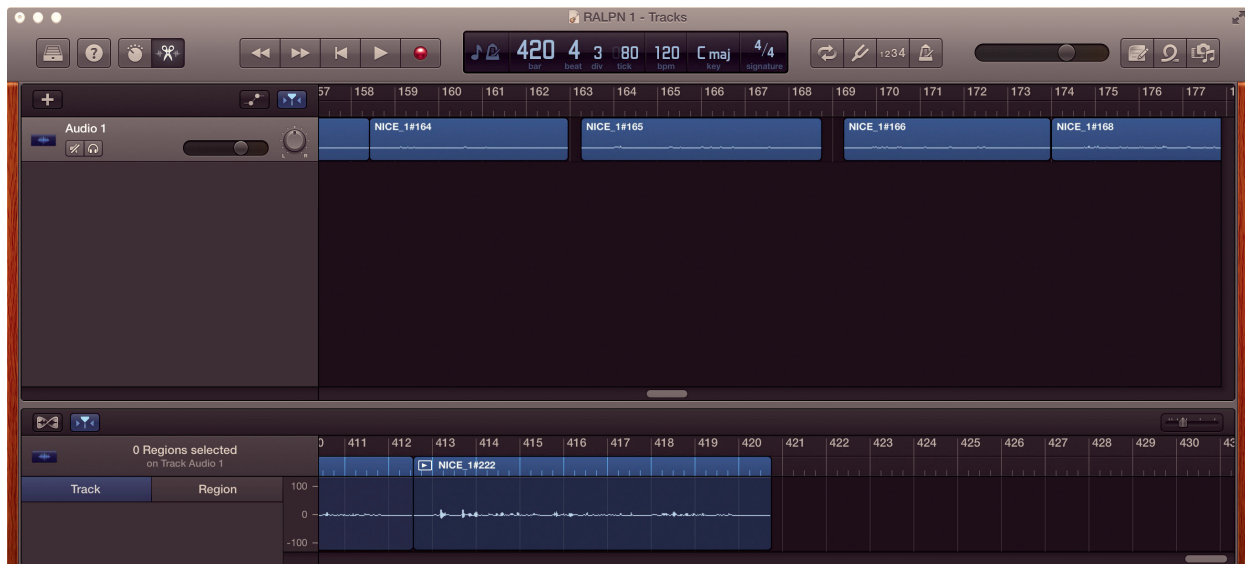 RALPN 1 - Tracks
420 4 3 80 120 C maj 4/4
bar beat div tick bpm key signature
1234
57 158 159 160 161 162 163 164 165 166 167 168 169 170 171 172 173 174 175 176 177 1
Audio 1
L R
NICE_1#164 NICE_1#165 NICE_1#166 NICE_1#168
0 411 412 413 414 415 416 417 418 419 420 421 422 423 424 425 426 427 428 429 430 43
0 Regions selected
on Track Audio 1
NICE_1#222
Track Region
100
0
-100